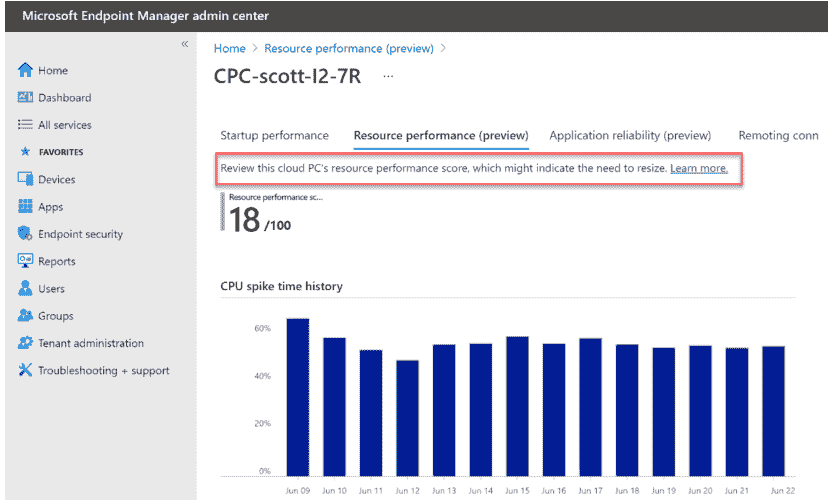 Microsoft Endpoint Manager admin center
«
Home > Resource performance (preview) >
CPC-scott-I2-7R ...
Home
Dashboard
All services
FAVORITES
Devices
Apps
Endpoint security
Reports
Users
Groups
Tenant administration
Troubleshooting + support
Startup performance Resource performance (preview) Application reliability (preview) Remoting conn
Review this cloud PC's resource performance score, which might indicate the need to resize. Learn more.
Resource performance sc...
18 /100
CPU spike time history
60%
40%
20%
0%
Jun 09 Jun 10 Jun 11 Jun 12 Jun 13 Jun 14 Jun 15 Jun 16 Jun 17 Jun 18 Jun 19 Jun 20 Jun 21 Jun 22